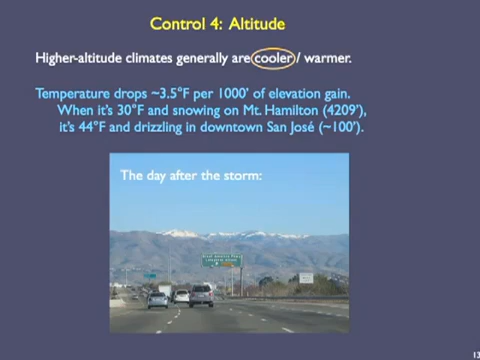 Control 4: Altitude
Higher-altitude climates generally are cooler / warmer.
Temperature drops ~3.5°F per 1000' of elevation gain.
When it's 30°F and snowing on Mt. Hamilton (4209'),
it's 44°F and drizzling in downtown San José (~100').
The day after the storm:
13